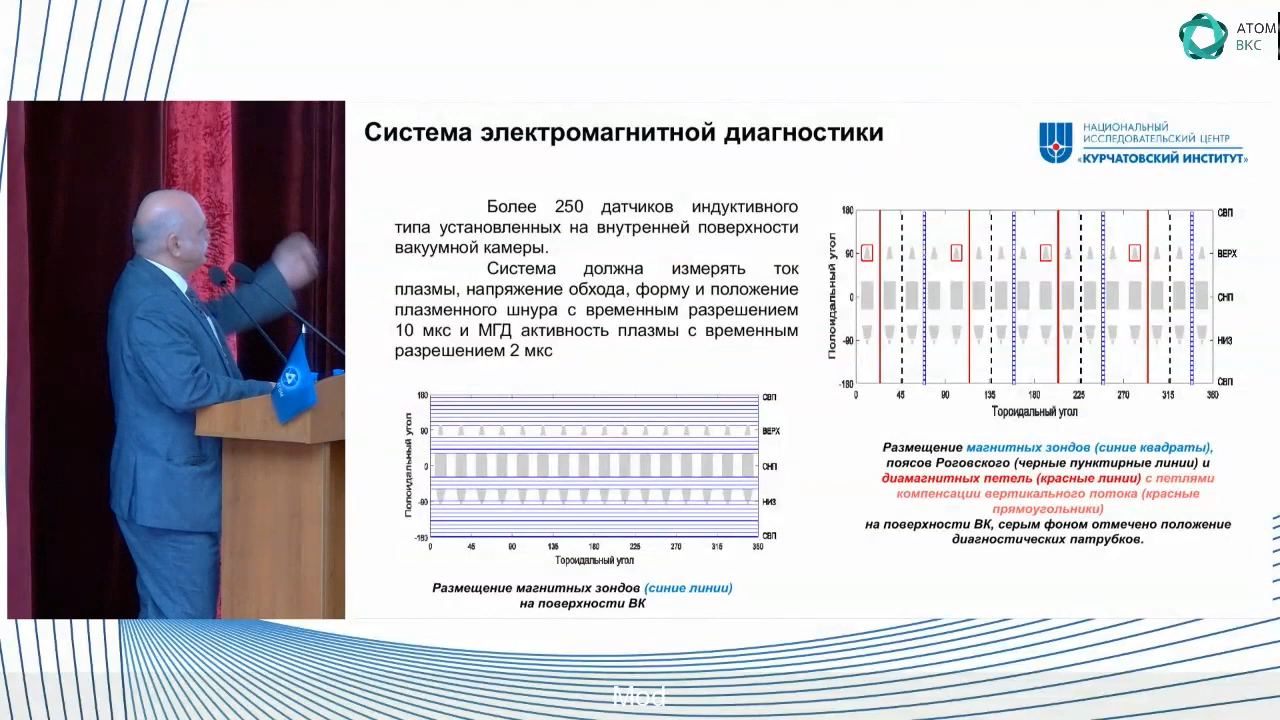 АТОМ
ВКС
Система электромагнитной диагностики
НАЦИОНАЛЬНЫЙ
ИССЛЕДОВАТЕЛЬСКИЙ ЦЕНТР
«КУРЧАТОВСКИЙ ИНСТИТУТ»
Более 250 датчиков индуктивного
типа установленных на внутренней поверхности
вакуумной камеры.
Система должна измерять ток
плазмы, напряжение обхода, форму и положение
плазменного шнура с временным разрешением
10 мкс и МГД активность плазмы с временным
разрешением 2 мкс
180
90
0
-90
-180
Полоидальный угол
СВП
ВЕРХ
СНП
НИЗ
СВП
0 45 90 135 180 225 270 315 360
Тороидальный угол
Размещение магнитных зондов (синие линии)
на поверхности ВК
180
90
0
-90
-180
Полоидальный угол
СВП
ВЕРХ
СНП
НИЗ
СВП
0 45 90 135 180 225 270 315 360
Тороидальный угол
Размещение магнитных зондов (синие квадраты),
поясов Роговского (черные пунктирные линии) и
диамагнитных петель (красные линии) с петлями
компенсации вертикального потока (красные
прямоугольники)
на поверхности ВК, серым фоном отмечено положение
диагностических патрубков.
Mod